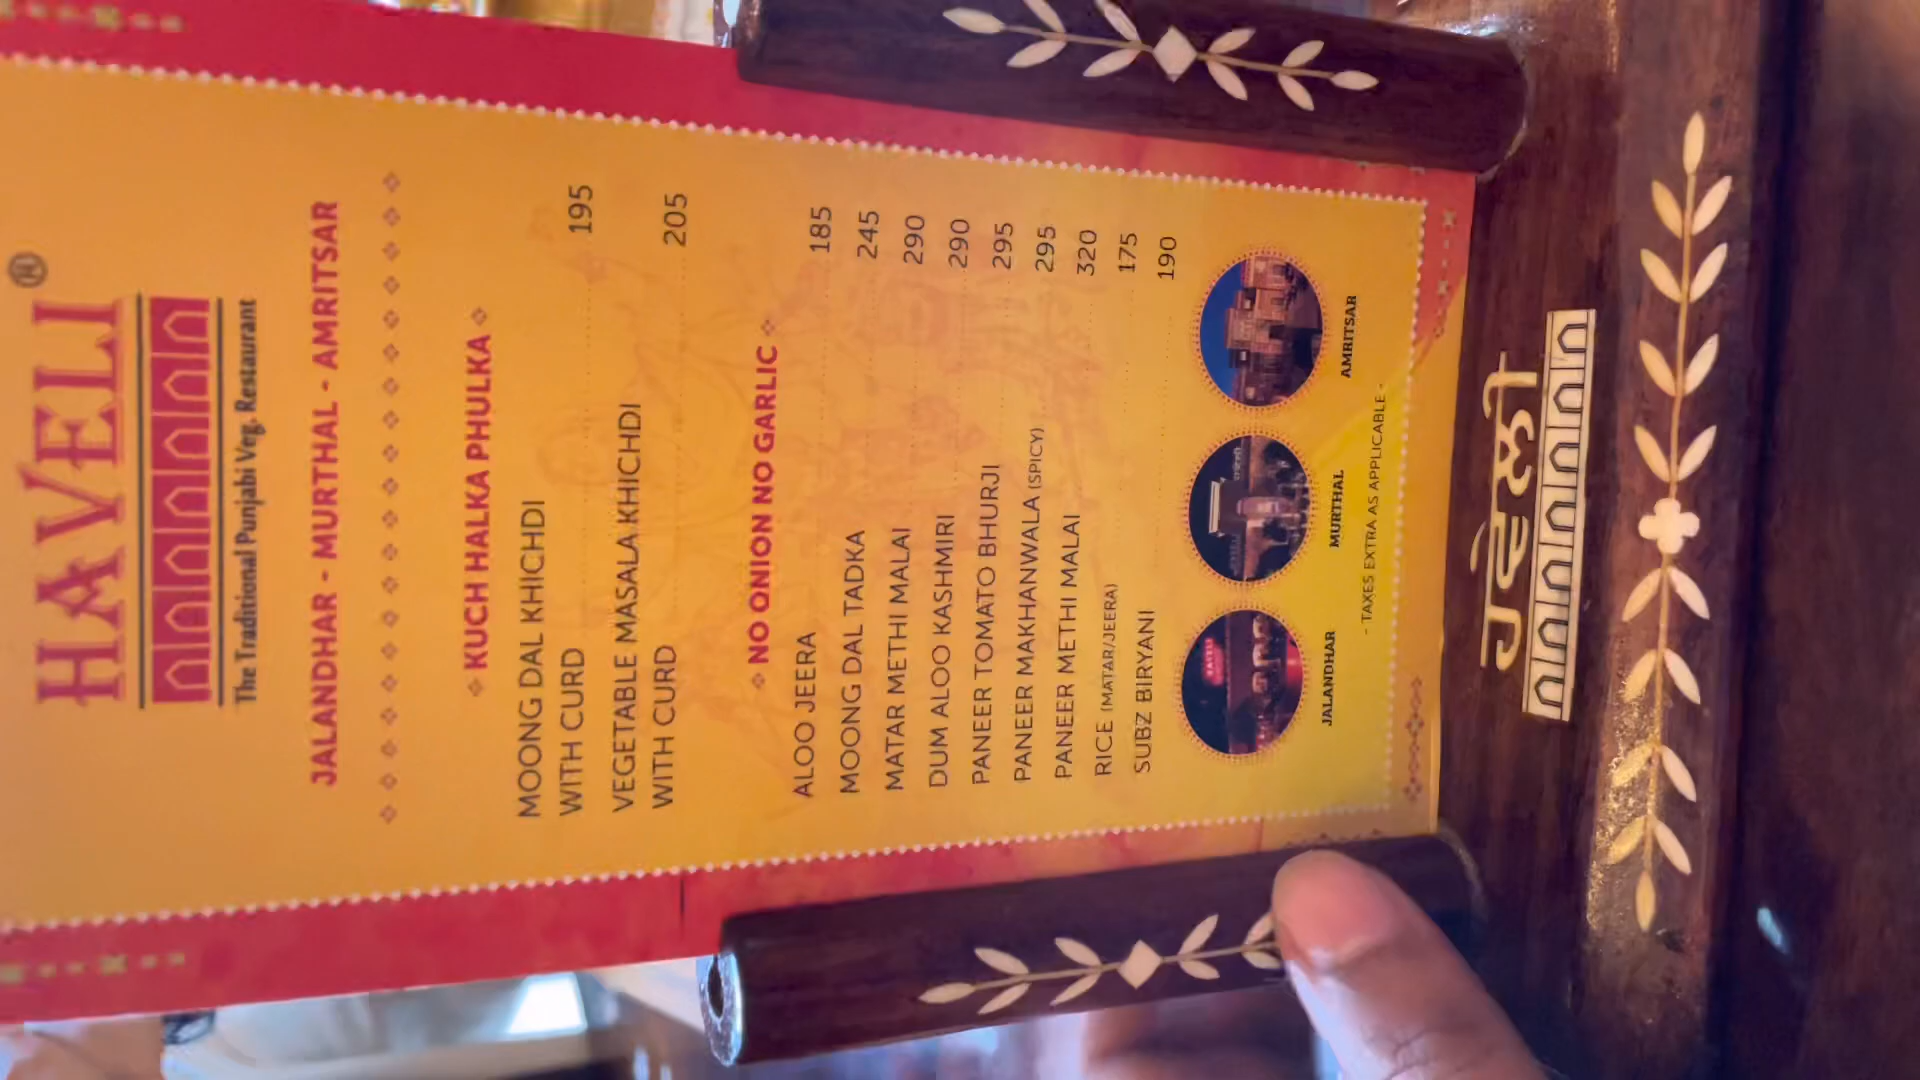 HAVELI®
The Traditional Punjabi Veg. Restaurant
JALANDHAR - MURTHAL - AMRITSAR
KUCH HALKA PHULKA
MOONG DAL KHICHDI
WITH CURD 195
VEGETABLE MASALA KHICHDI
WITH CURD 205
NO ONION NO GARLIC
ALOO JEERA 185
MOONG DAL TADKA 245
MATAR METHI MALAI 290
DUM ALOO KASHMIRI 290
PANEER TOMATO BHURJI 295
PANEER MAKHANWALA (SPICY) 295
PANEER METHI MALAI 320
RICE (MATAR/JEERA) 175
SUBZ BIRYANI 190
JALANDHAR MURTHAL AMRITSAR
- TAXES EXTRA AS APPLICABLE -
ਹਵੇਲੀ